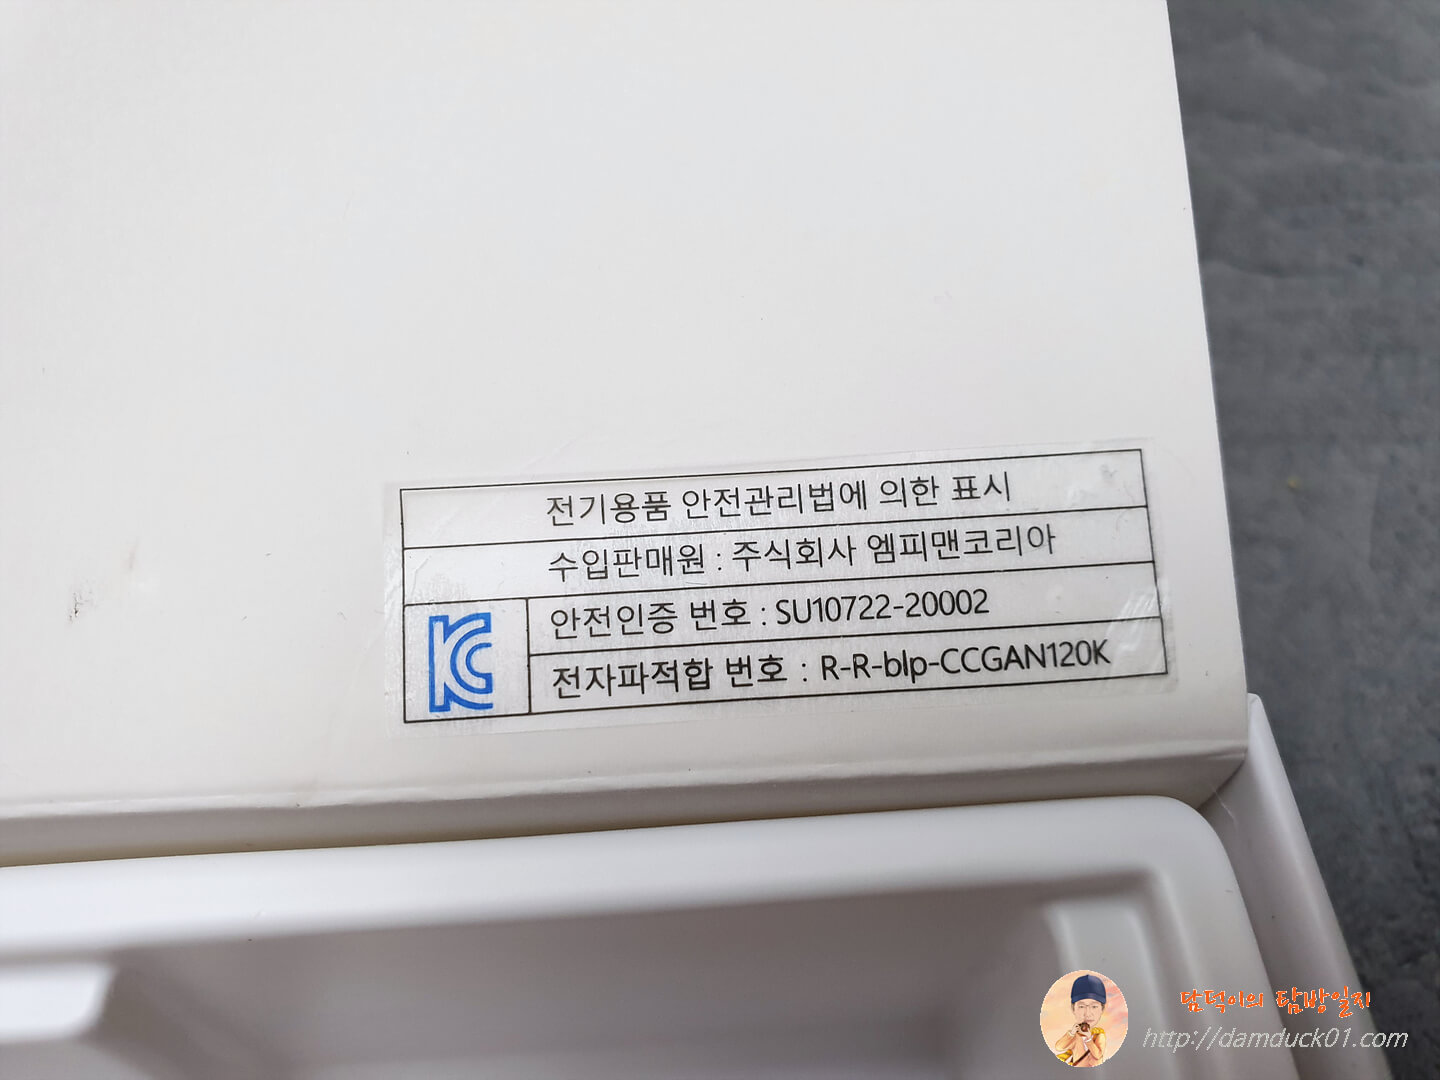 전기용품 안전관리법에 의한 표시
수입판매원 : 주식회사 엠피맨코리아
안전인증 번호 : SU10722-20002
전자파적합 번호 : R-R-blp-CCGAN120K
담덕이의 탐방일지
http://damduck01.com